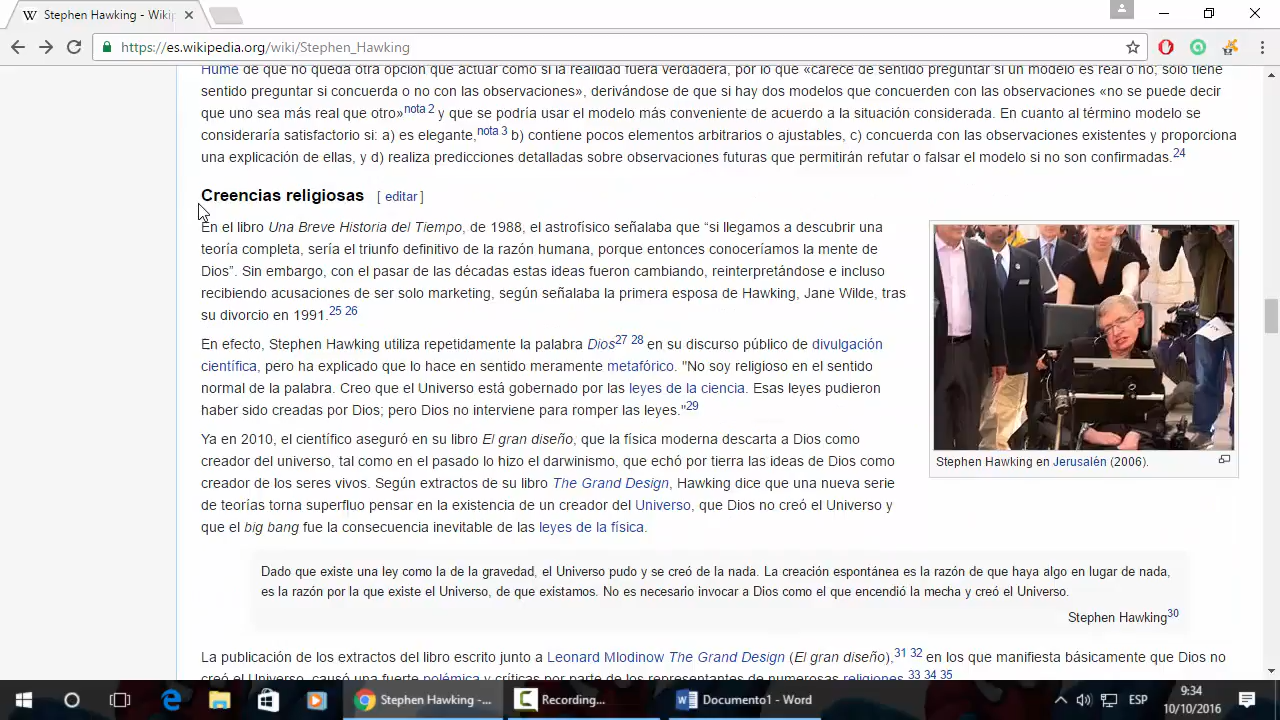 Stephen Hawking - Wikip
https://es.wikipedia.org/wiki/Stephen_Hawking
Hume de que no queda otra opción que actuar como si la realidad fuera verdadera, por lo que «carece de sentido preguntar si un modelo es real o no; sólo tiene
sentido preguntar si concuerda o no con las observaciones», derivándose de que si hay dos modelos que concuerden con las observaciones «no se puede decir
que uno sea más real que otro»nota 2 y que se podría usar el modelo más conveniente de acuerdo a la situación considerada. En cuanto al término modelo se
consideraría satisfactorio si: a) es elegante,nota 3 b) contiene pocos elementos arbitrarios o ajustables, c) concuerda con las observaciones existentes y proporciona
una explicación de ellas, y d) realiza predicciones detalladas sobre observaciones futuras que permitirán refutar o falsar el modelo si no son confirmadas.24
Creencias religiosas [ editar ]
En el libro Una Breve Historia del Tiempo, de 1988, el astrofísico señalaba que “si llegamos a descubrir una
teoría completa, sería el triunfo definitivo de la razón humana, porque entonces conoceríamos la mente de
Dios”. Sin embargo, con el pasar de las décadas estas ideas fueron cambiando, reinterpretándose e incluso
recibiendo acusaciones de ser solo marketing, según señalaba la primera esposa de Hawking, Jane Wilde, tras
su divorcio en 1991.25 26
En efecto, Stephen Hawking utiliza repetidamente la palabra Dios27 28 en su discurso público de divulgación
científica, pero ha explicado que lo hace en sentido meramente metafórico. "No soy religioso en el sentido
normal de la palabra. Creo que el Universo está gobernado por las leyes de la ciencia. Esas leyes pudieron
haber sido creadas por Dios; pero Dios no interviene para romper las leyes."29
Ya en 2010, el científico aseguró en su libro El gran diseño, que la física moderna descarta a Dios como
creador del universo, tal como en el pasado lo hizo el darwinismo, que echó por tierra las ideas de Dios como
creador de los seres vivos. Según extractos de su libro The Grand Design, Hawking dice que una nueva serie
de teorías torna superfluo pensar en la existencia de un creador del Universo, que Dios no creó el Universo y
que el big bang fue la consecuencia inevitable de las leyes de la física.
Stephen Hawking en Jerusalén (2006).
Dado que existe una ley como la de la gravedad, el Universo pudo y se creó de la nada. La creación espontánea es la razón de que haya algo en lugar de nada,
es la razón por la que existe el Universo, de que existamos. No es necesario invocar a Dios como el que encendió la mecha y creó el Universo.
Stephen Hawking30
La publicación de los extractos del libro escrito junto a Leonard Mlodinow The Grand Design (El gran diseño),31 32 en los que manifiesta básicamente que Dios no
creó el Universo, causó una fuerte polémica y críticas por parte de los representantes de numerosas religiones.33 34 35
Stephen Hawking -...
Recording...
Documento1 - Word
ESP
9:34
10/10/2016